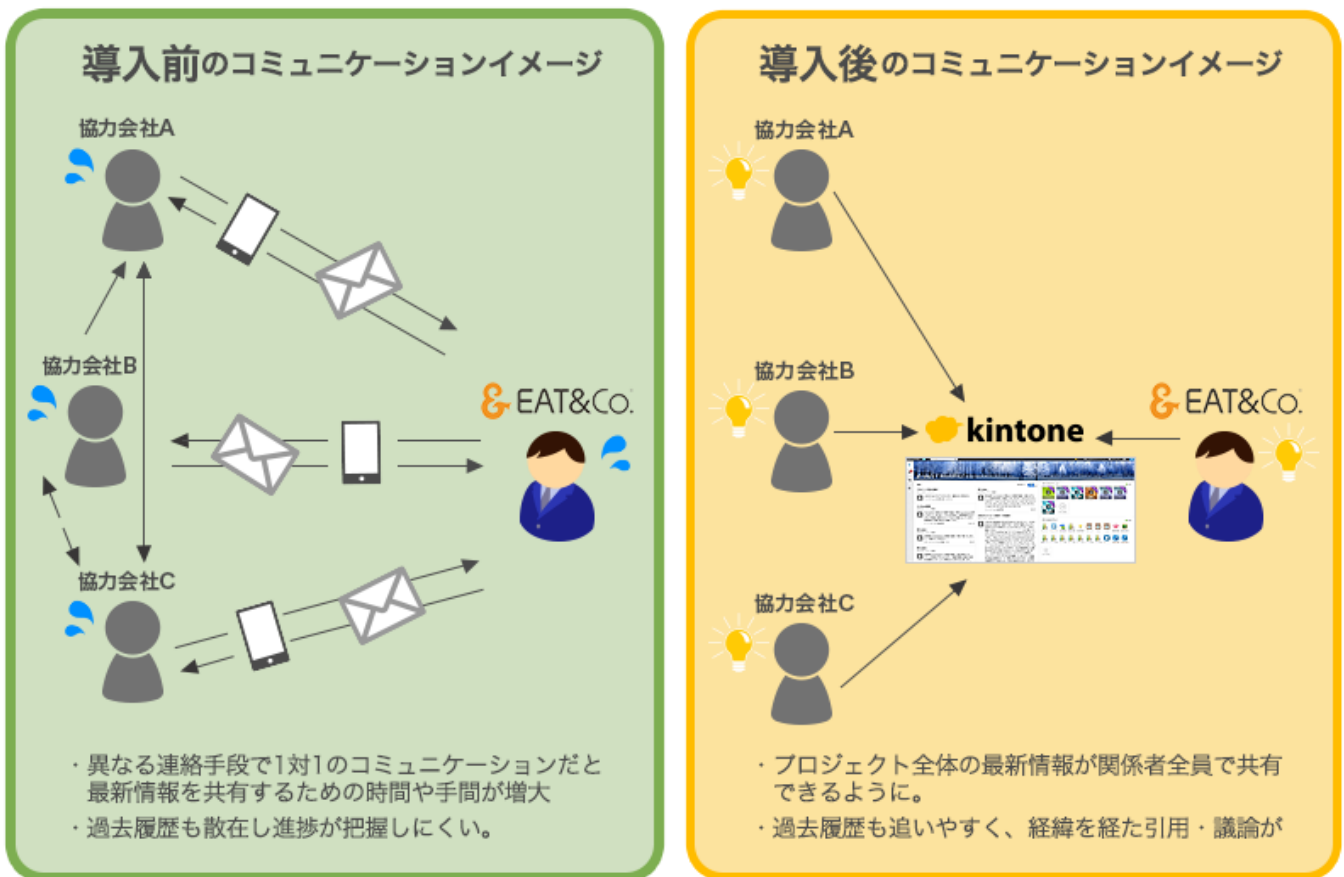 導入前のコミュニケーションイメージ
協力会社A
協力会社B
& EAT&Co.
協力会社C
・異なる連絡手段で1対1のコミュニケーションだと
最新情報を共有するための時間や手間が増大
・過去履歴も散在し進捗が把握しにくい。
導入後のコミュニケーションイメージ
協力会社A
協力会社B
kintone
& EAT&Co.
協力会社C
・プロジェクト全体の最新情報が関係者全員で共有
できるように。
・過去履歴も追いやすく、経緯を経た引用・議論が